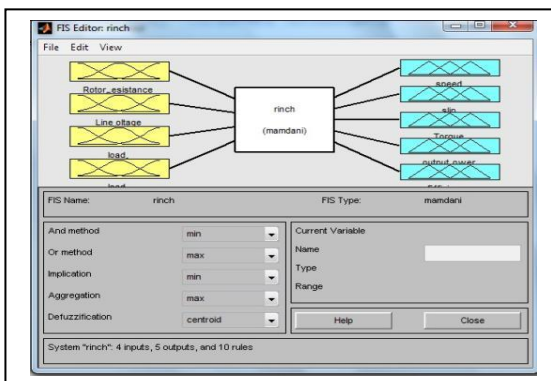 FIS Editor: rinch
File Edit View
Rotor_esistance
Line oltage
load_
load
rinch
(mamdani)
speed
slip
Torque
output_ower
FIS Name: rinch FIS Type: mamdani
And method min
Or method max
Implication min
Aggregation max
Defuzzification centroid
Current Variable
Name
Type
Range
Help Close
System "rinch": 4 inputs, 5 outputs, and 10 rules